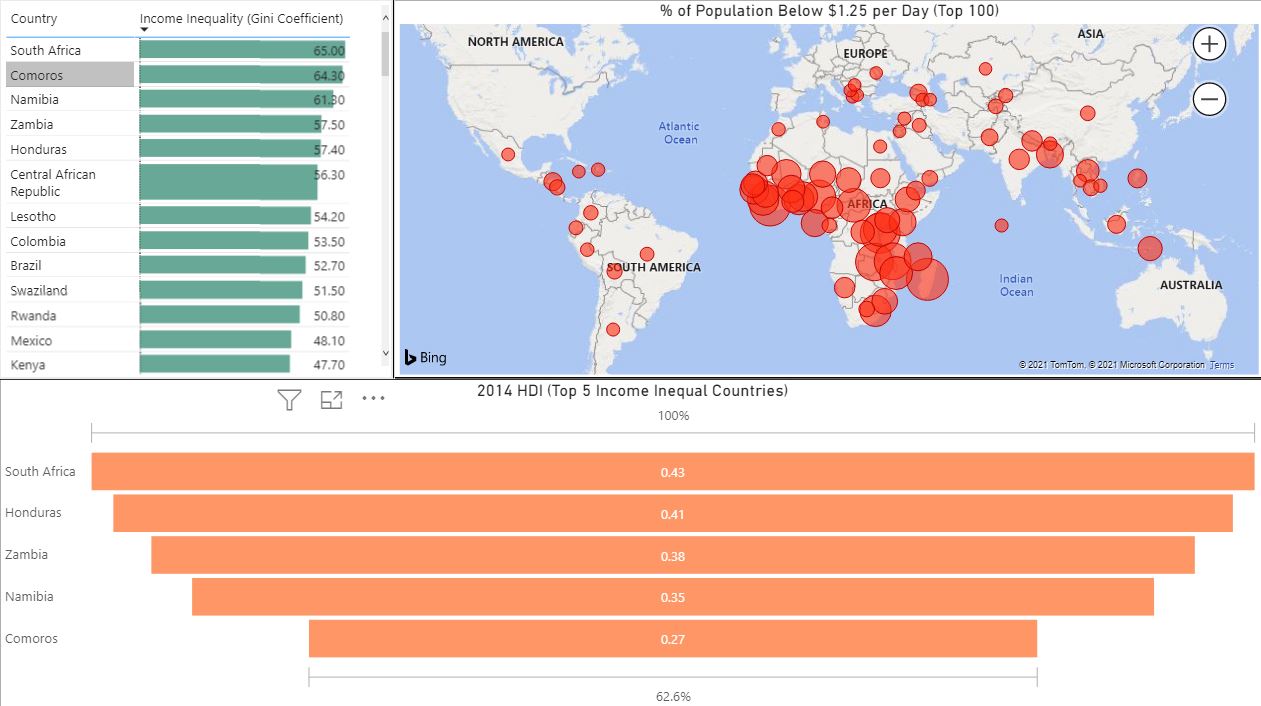 Country Income Inequality (Gini Coefficient)
South Africa 65.00
Comoros 64.30
Namibia 61.30
Zambia 57.50
Honduras 57.40
Central African
Republic 56.30
Lesotho 54.20
Colombia 53.50
Brazil 52.70
Swaziland 51.50
Rwanda 50.80
Mexico 48.10
Kenya 47.70
% of Population Below $1.25 per Day (Top 100)
NORTH AMERICA
EUROPE
ASIA
Atlantic
Ocean
AFRICA
SOUTH AMERICA
Indian
Ocean
AUSTRALIA
Bing
© 2021 TomTom, © 2021 Microsoft Corporation Terms
2014 HDI (Top 5 Income Inequal Countries)
100%
South Africa 0.43
Honduras 0.41
Zambia 0.38
Namibia 0.35
Comoros 0.27
62.6%